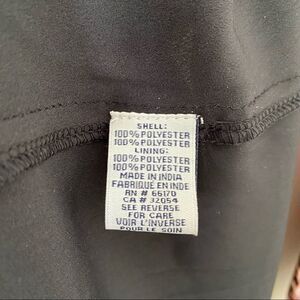 SHELL:
100% POLYESTER
100% POLYESTER
LINING:
100% POLYESTER
100% POLYESTER
MADE IN INDIA
FABRIQUÉ EN INDE
RN # 66170
CA # 32054
SEE REVERSE
FOR CARE
VOIR L'INVERSE
POUR LE SOIN